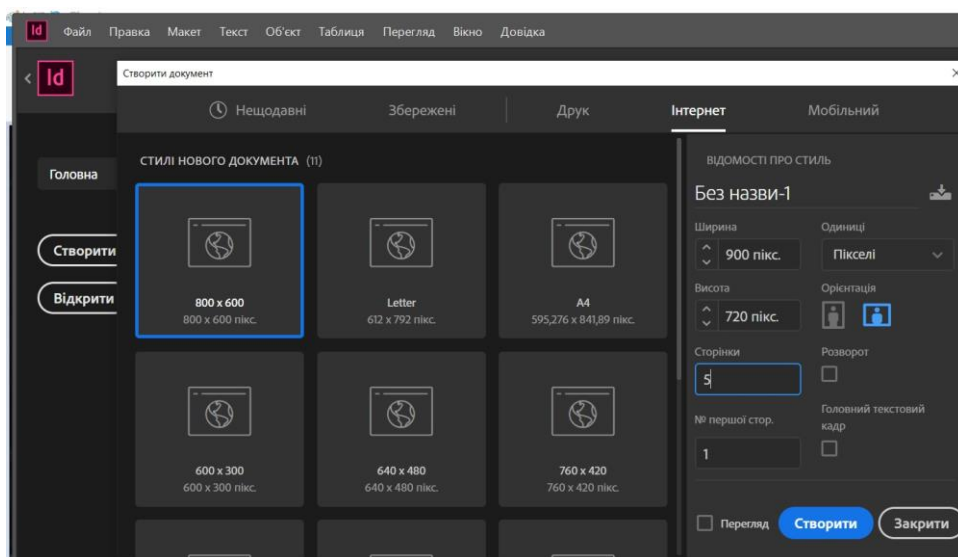 Id Файл Правка Макет Текст Об'єкт Таблиця Перегляд Вікно Довідка
Id
Створити документ
Нещодавні Збережені Друк Інтернет Мобільний
Головна
Створити
Відкрити
СТИЛІ НОВОГО ДОКУМЕНТА (11)
800 x 600
800 x 600 пікс.
Letter
612 x 792 пікс.
A4
595,276 x 841,89 пікс.
600 x 300
600 x 300 пікс.
640 x 480
640 x 480 пікс.
760 x 420
760 x 420 пікс.
ВІДОМОСТІ ПРО СТИЛЬ
Без назви-1
Ширина Одиниці
900 пікс. Пікселі
Висота Орієнтація
720 пікс.
Сторінки Розворот
5
№ першої стор. Головний текстовий
кадр
1
Перегляд Створити Закрити